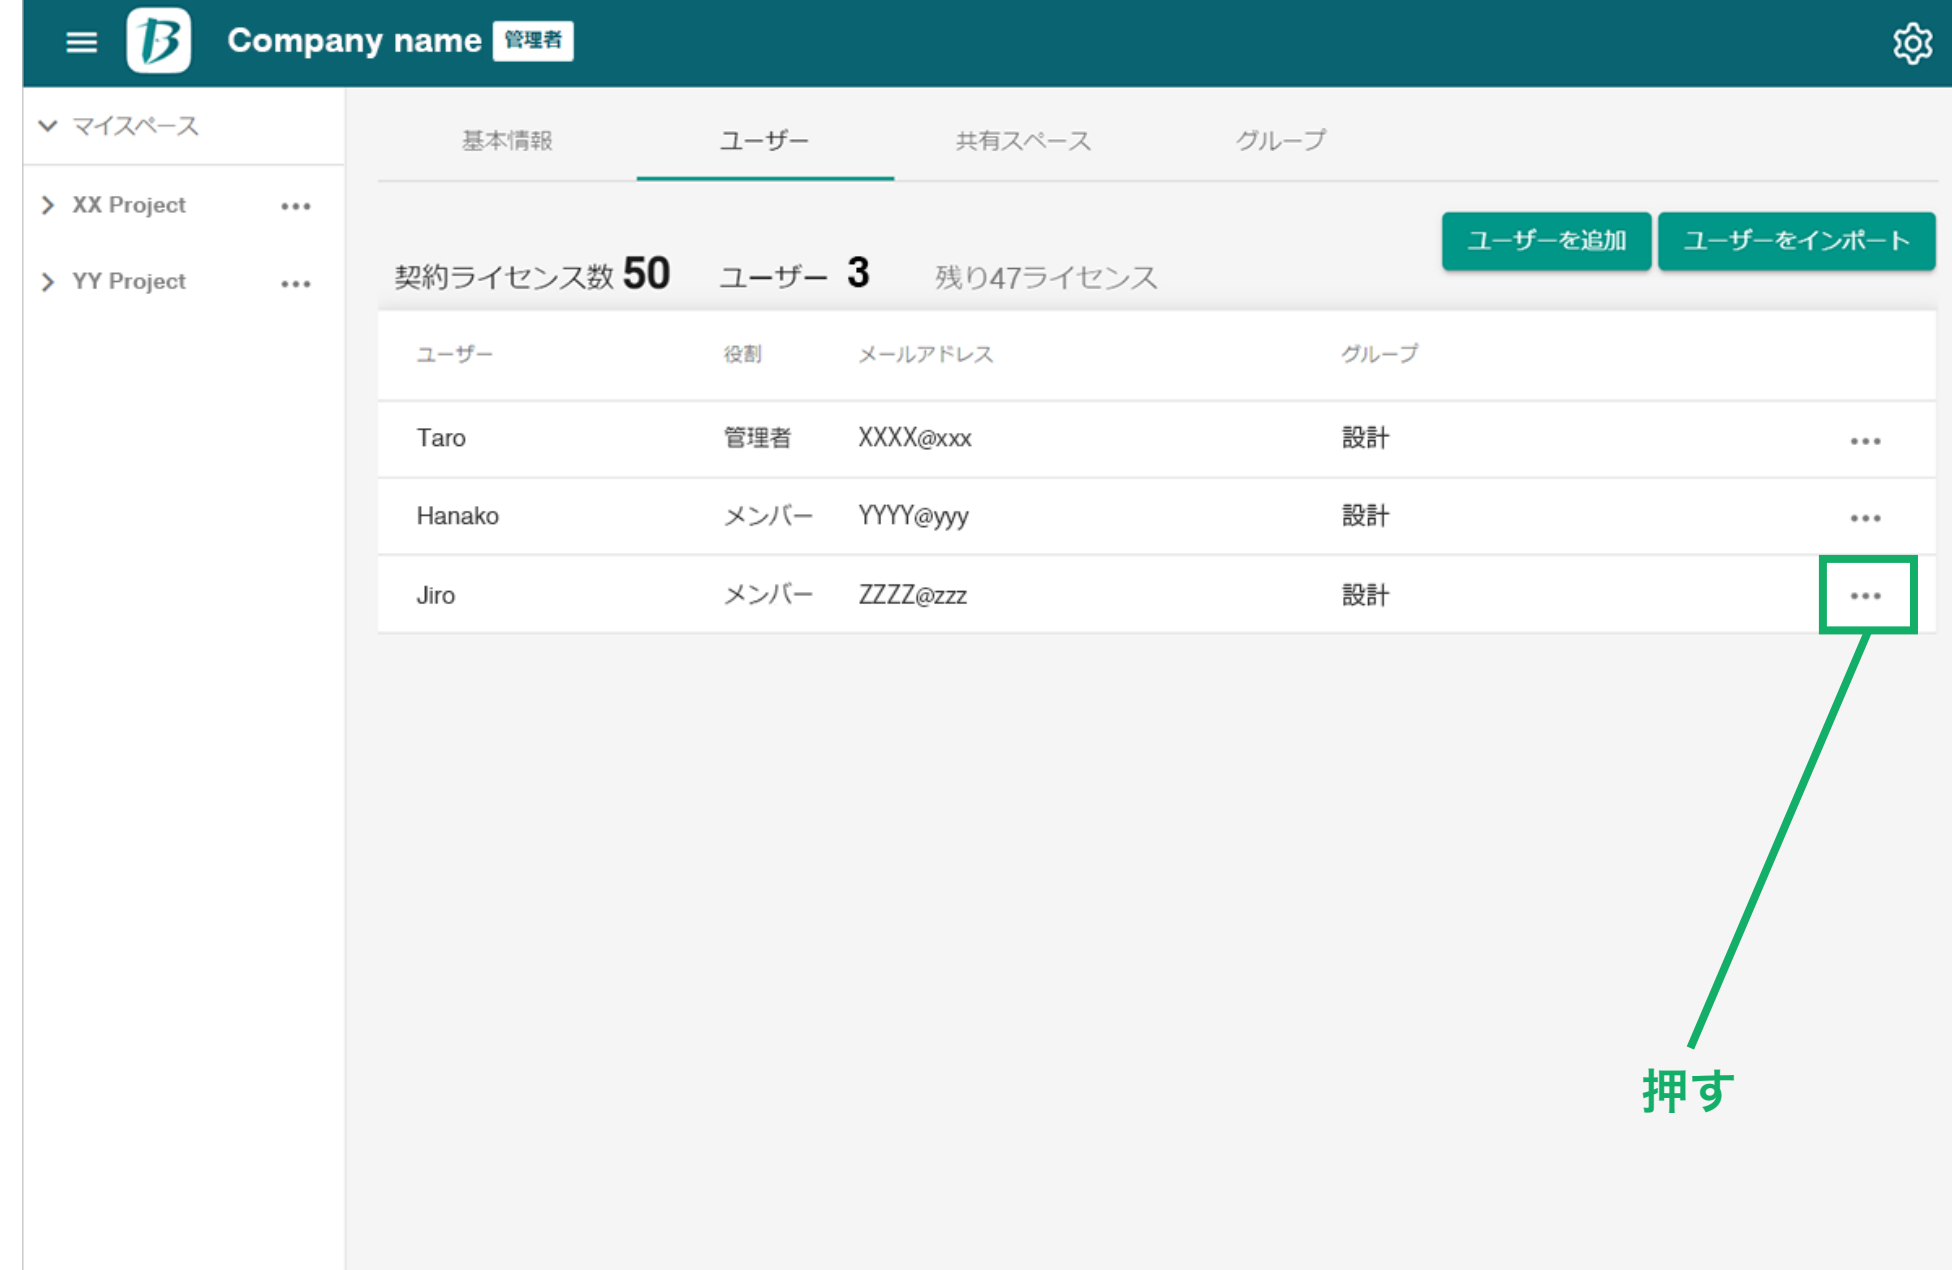 Company name 管理者
マイスペース
XX Project
YY Project
基本情報 ユーザー 共有スペース グループ
ユーザーを追加 ユーザーをインポート
契約ライセンス数 50 ユーザー 3 残り47ライセンス
ユーザー 役割 メールアドレス グループ
Taro 管理者 XXXX@xxx 設計
Hanako メンバー YYYY@yyy 設計
Jiro メンバー ZZZZ@zzz 設計
押す